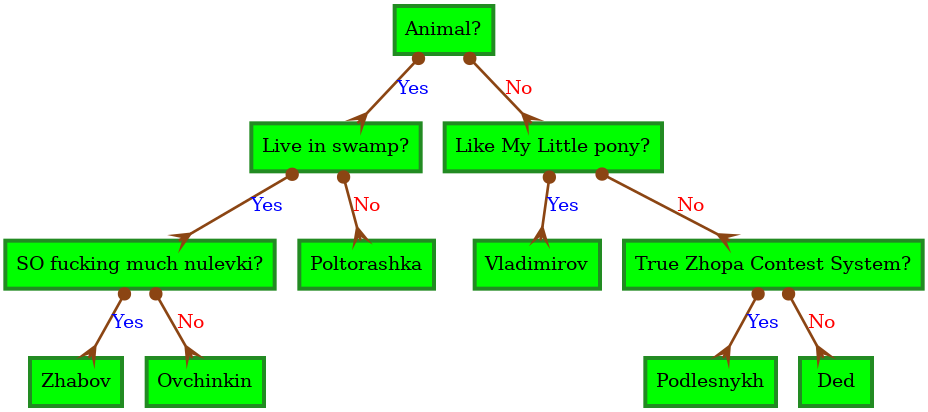 Animal?
Yes
No
Live in swamp?
Like My Little pony?
Yes
No
Yes
No
SO fucking much nulevki?
Poltorashka
Vladimirov
True Zhopa Contest System?
Yes
No
Yes
No
Zhabov
Ovchinkin
Podlesnykh
Ded